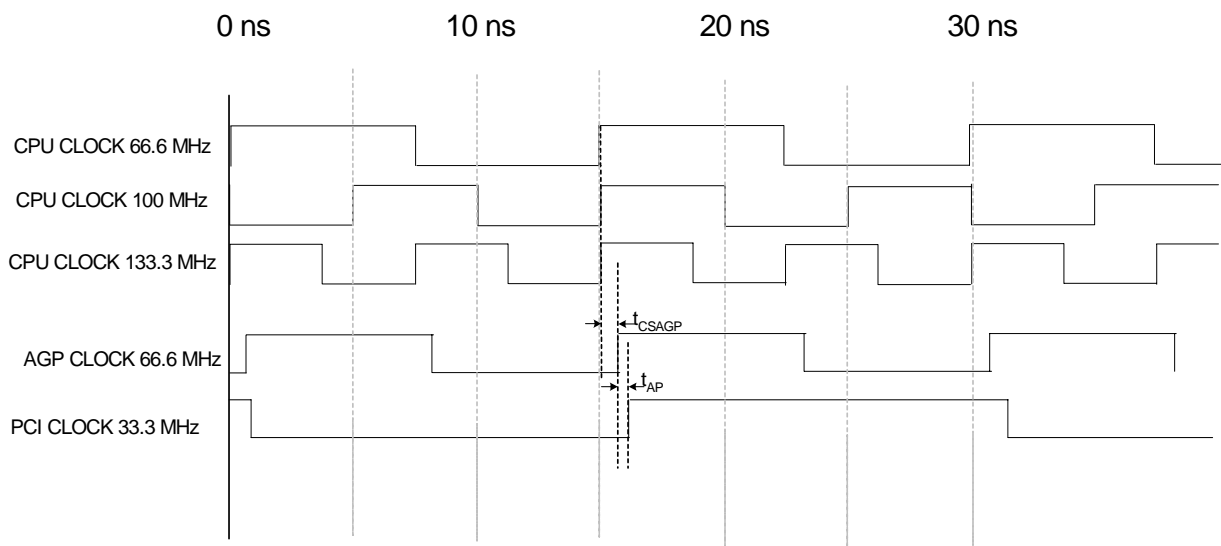 0 ns 10 ns 20 ns 30 ns
CPU CLOCK 66.6 MHz
CPU CLOCK 100 MHz
CPU CLOCK 133.3 MHz
tCSAGP
AGP CLOCK 66.6 MHz
tAP
PCI CLOCK 33.3 MHz